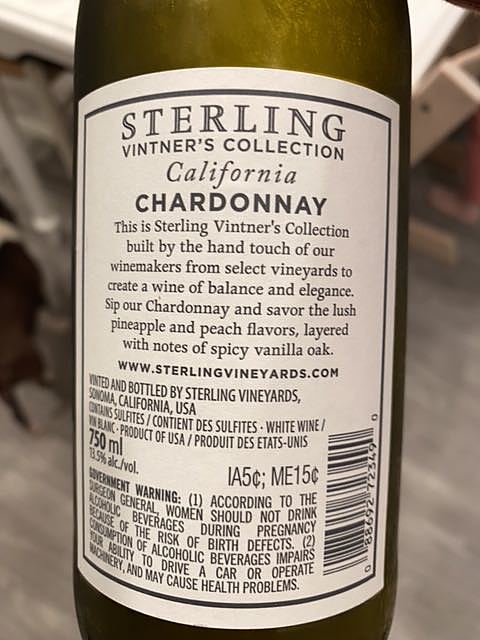 STERLING
VINTNER'S COLLECTION
California
CHARDONNAY
This is Sterling Vintner's Collection
built by the hand touch of our
winemakers from select vineyards to
create a wine of balance and elegance.
Sip our Chardonnay and savor the lush
pineapple and peach flavors, layered
with notes of spicy vanilla oak.
WWW.STERLINGVINEYARDS.COM
VINTED AND BOTTLED BY STERLING VINEYARDS,
SONOMA, CALIFORNIA, USA
CONTAINS SULFITES / CONTIENT DES SULFITES · WHITE WINE /
VIN BLANC · PRODUCT OF USA / PRODUIT DES ETATS-UNIS
750 ml
13.5% alc./vol.
IA5¢; ME15¢
GOVERNMENT WARNING: (1) ACCORDING TO THE
SURGEON GENERAL, WOMEN SHOULD NOT DRINK
ALCOHOLIC BEVERAGES DURING PREGNANCY
BECAUSE OF THE RISK OF BIRTH DEFECTS. (2)
CONSUMPTION OF ALCOHOLIC BEVERAGES IMPAIRS
YOUR ABILITY TO DRIVE A CAR OR OPERATE
MACHINERY, AND MAY CAUSE HEALTH PROBLEMS.
0 88692 72349 0